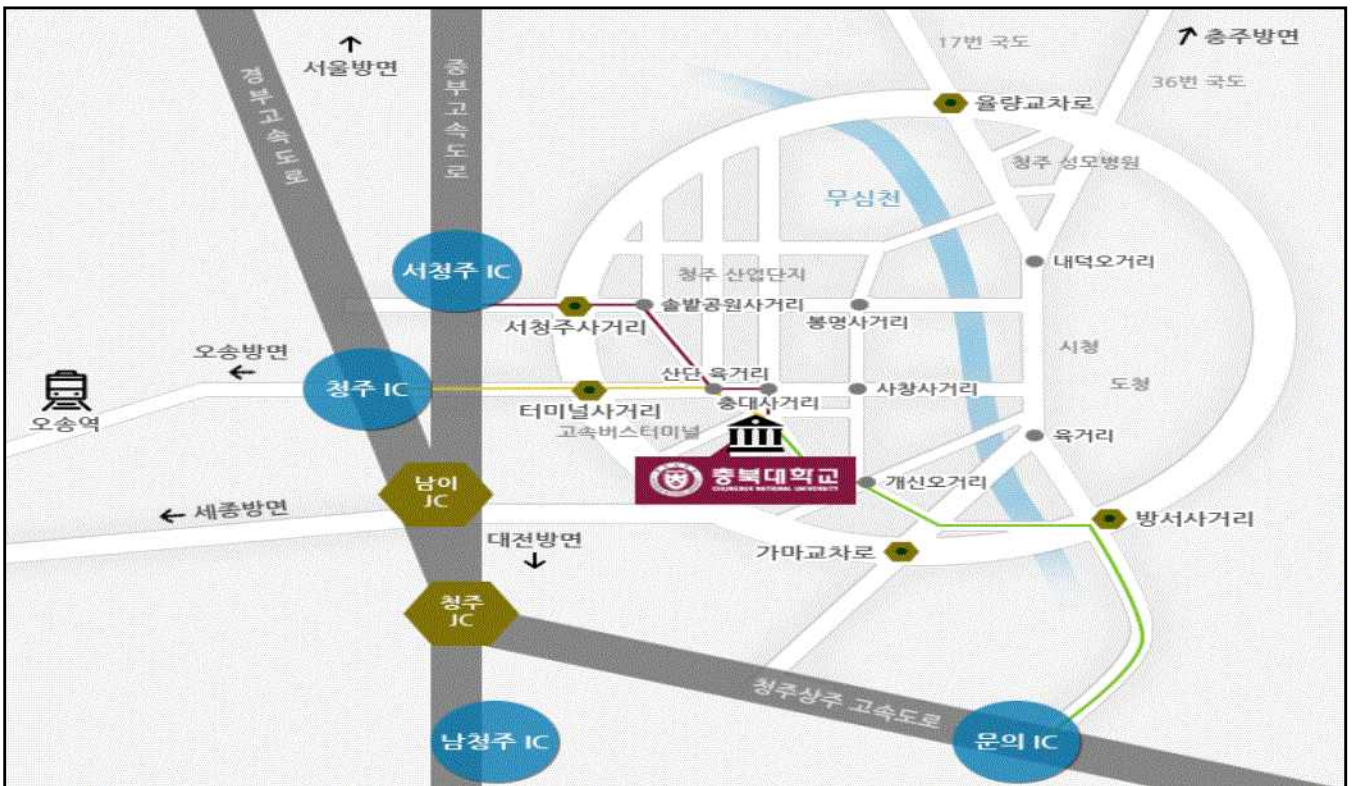 17번 국도
충주방면
서울방면
36번 국도
경부고속도로
중부고속도로
율량교차로
청주 성모병원
무심천
서청주 IC
내덕오거리
청주 산업단지
솔밭공원사거리
서청주사거리
봉명사거리
오송방면
시청
산단 육거리
도청
청주 IC
사창사거리
충대사거리
터미널사거리
오송역
고속버스터미널
육거리
충북대학교
CHUNGBUK NATIONAL UNIVERSITY
개신오거리
남이
JC
세종방면
방서사거리
대전방면
가마교차로
청주
JC
청주상주 고속도로
남청주 IC
문의 IC